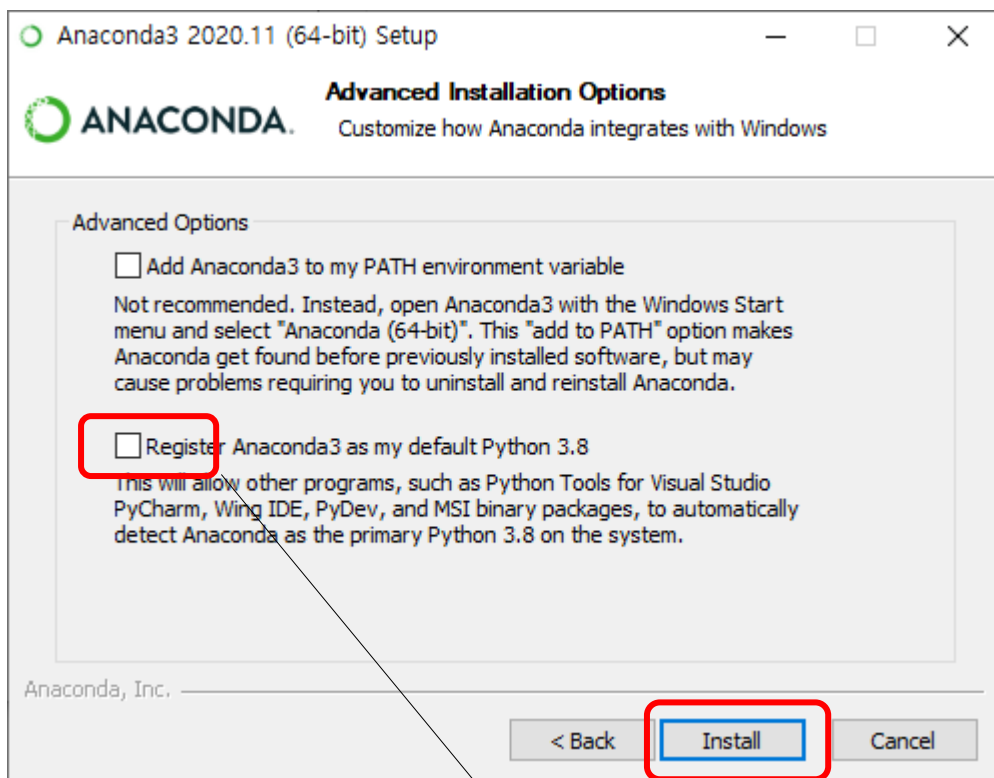 Anaconda3 2020.11 (64-bit) Setup
ANACONDA.
Advanced Installation Options
Customize how Anaconda integrates with Windows
Advanced Options
Add Anaconda3 to my PATH environment variable
Not recommended. Instead, open Anaconda3 with the Windows Start
menu and select "Anaconda (64-bit)". This "add to PATH" option makes
Anaconda get found before previously installed software, but may
cause problems requiring you to uninstall and reinstall Anaconda.
Register Anaconda3 as my default Python 3.8
This will allow other programs, such as Python Tools for Visual Studio
PyCharm, Wing IDE, PyDev, and MSI binary packages, to automatically
detect Anaconda as the primary Python 3.8 on the system.
Anaconda, Inc.
< Back
Install
Cancel